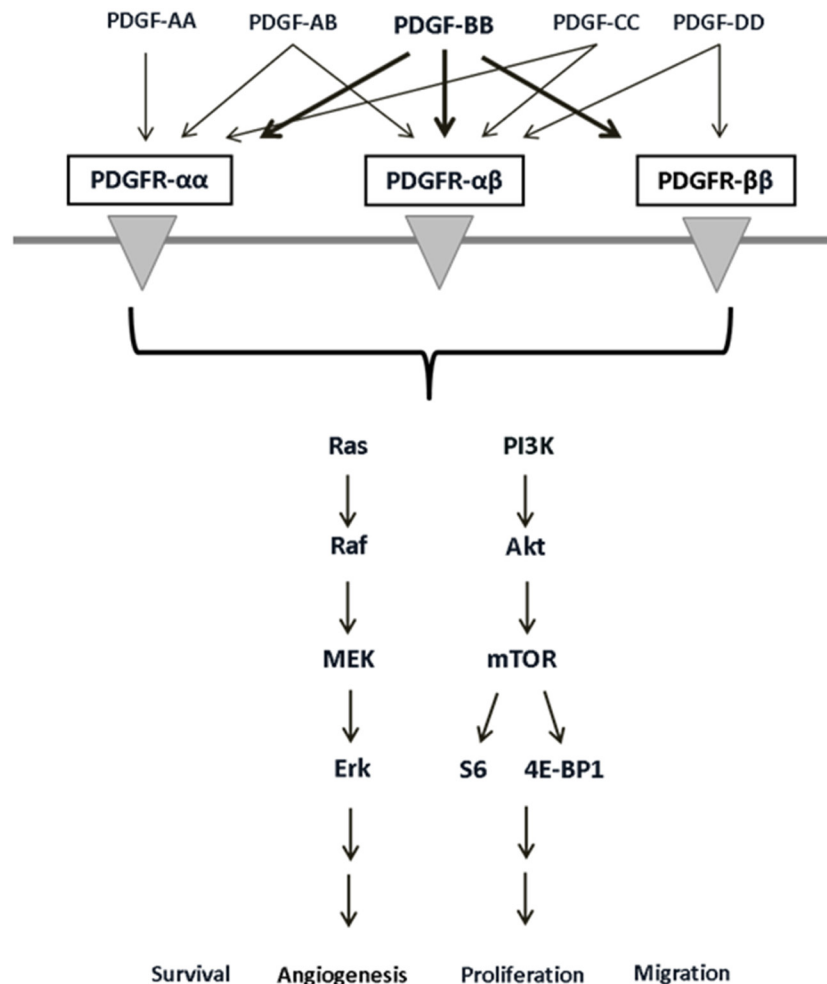 PDGF-AA PDGF-AB PDGF-BB PDGF-CC PDGF-DD
PDGFR-αα PDGFR-αβ PDGFR-ββ
Ras PI3K
Raf Akt
MEK mTOR
Erk S6 4E-BP1
Survival Angiogenesis Proliferation Migration